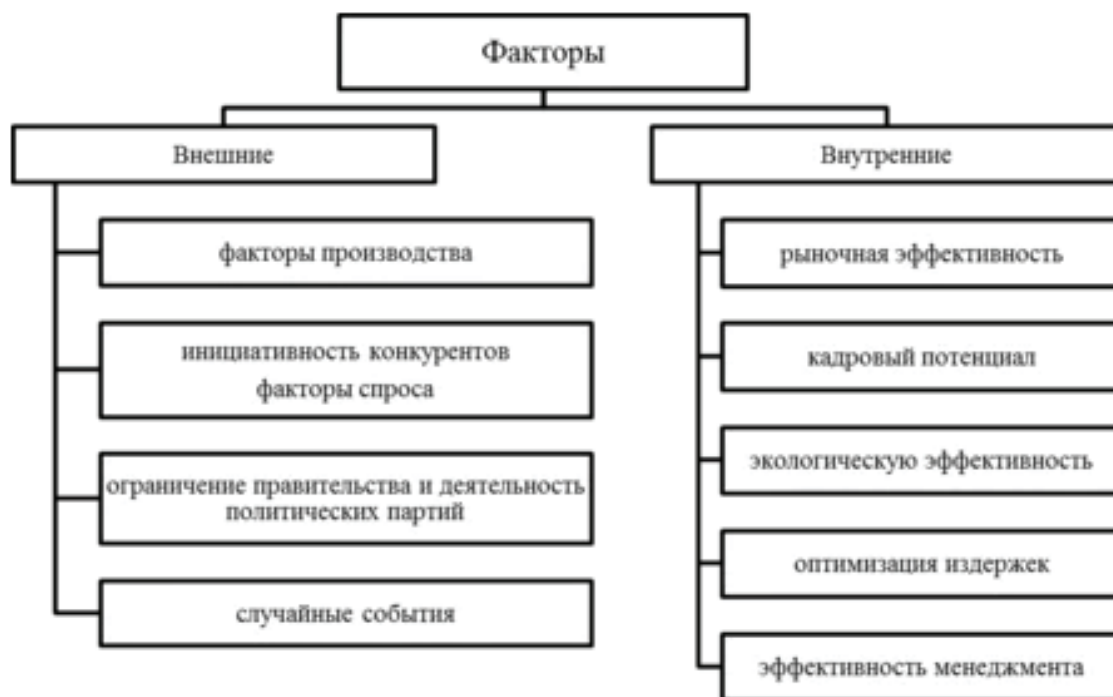 Факторы
Внешние
факторы производства
инициативность конкурентов
факторы спроса
ограничение правительства и деятельность
политических партий
случайные события
Внутренние
рыночная эффективность
кадровый потенциал
экологическую эффективность
оптимизация издержек
эффективность менеджмента